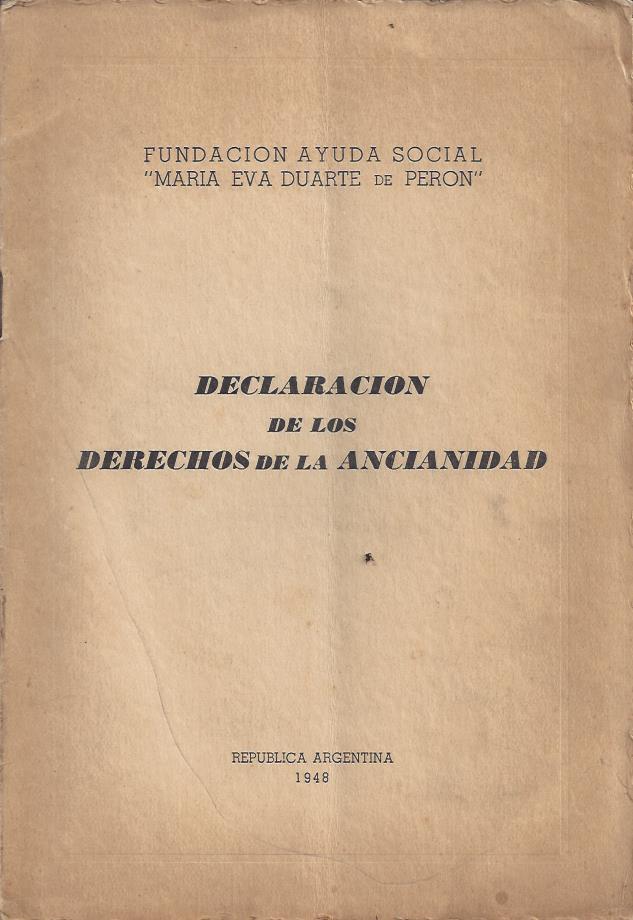 FUNDACION AYUDA SOCIAL
"MARIA EVA DUARTE DE PERON"
DECLARACION
DE LOS
DERECHOS DE LA ANCIANIDAD
REPUBLICA ARGENTINA
1948